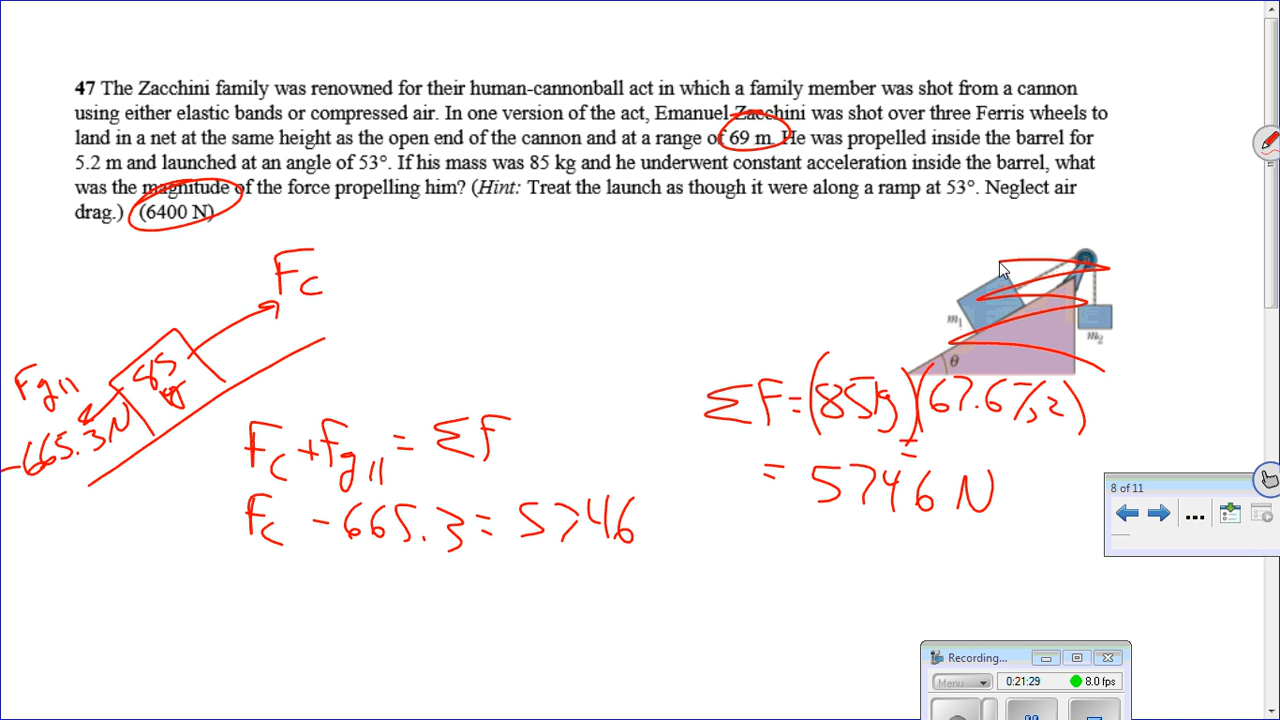 47 The Zacchini family was renowned for their human-cannonball act in which a family member was shot from a cannon
using either elastic bands or compressed air. In one version of the act, Emanuel Zacchini was shot over three Ferris wheels to
land in a net at the same height as the open end of the cannon and at a range of 69 m. He was propelled inside the barrel for
5.2 m and launched at an angle of 53°. If his mass was 85 kg and he underwent constant acceleration inside the barrel, what
was the magnitude of the force propelling him? (Hint: Treat the launch as though it were along a ramp at 53°. Neglect air
drag.) (6400 N)
Fc
Fg||
-665.3N
85
m1
m2
θ
ΣF=(85kg)(67.6 m/s2)
= 5746 N
Fc + Fg|| = ΣF
Fc - 665.3 = 5746
8 of 11
...
Recording...
Menu
0:21:29
8.0 fps